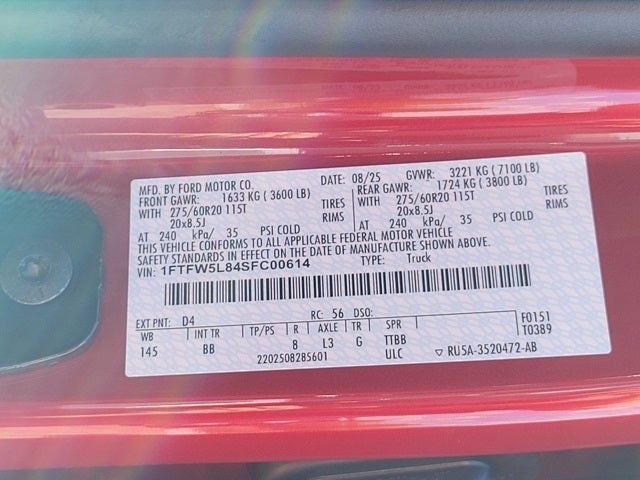 MFD. BY FORD MOTOR CO. DATE: 08/25 GVWR: 3221 KG (7100 LB)
FRONT GAWR: 1633 KG (3600 LB) REAR GAWR: 1724 KG (3800 LB)
WITH 275/60R20 115T TIRES WITH 275/60R20 115T TIRES
20x8.5J RIMS 20x8.5J RIMS
AT 240 kPa/ 35 PSI COLD AT 240 kPa/ 35 PSI COLD
THIS VEHICLE CONFORMS TO ALL APPLICABLE FEDERAL MOTOR VEHICLE
SAFETY STANDARDS IN EFFECT ON THE DATE OF MANUFACTURE SHOWN ABOVE.
VIN: 1FTFW5L84SFC00614 TYPE: Truck
EXT PNT: D4 RC: 56 DSO: F0151
WB INT TR TP/PS R AXLE TR SPR T0389
145 BB 8 L3 G TTBB
2202508285601 ULC ▽ RU5A-3520472-AB